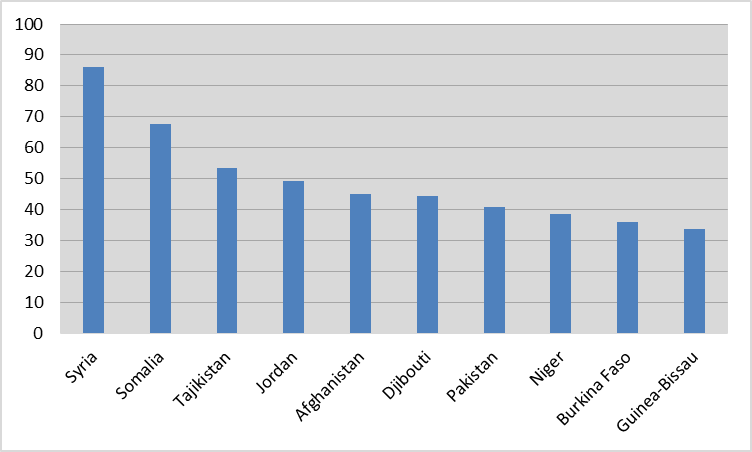 100
90
80
70
60
50
40
30
20
10
0
Syria
Somalia
Tajikistan
Jordan
Afghanistan
Djibouti
Pakistan
Niger
Burkina Faso
Guinea-Bissau